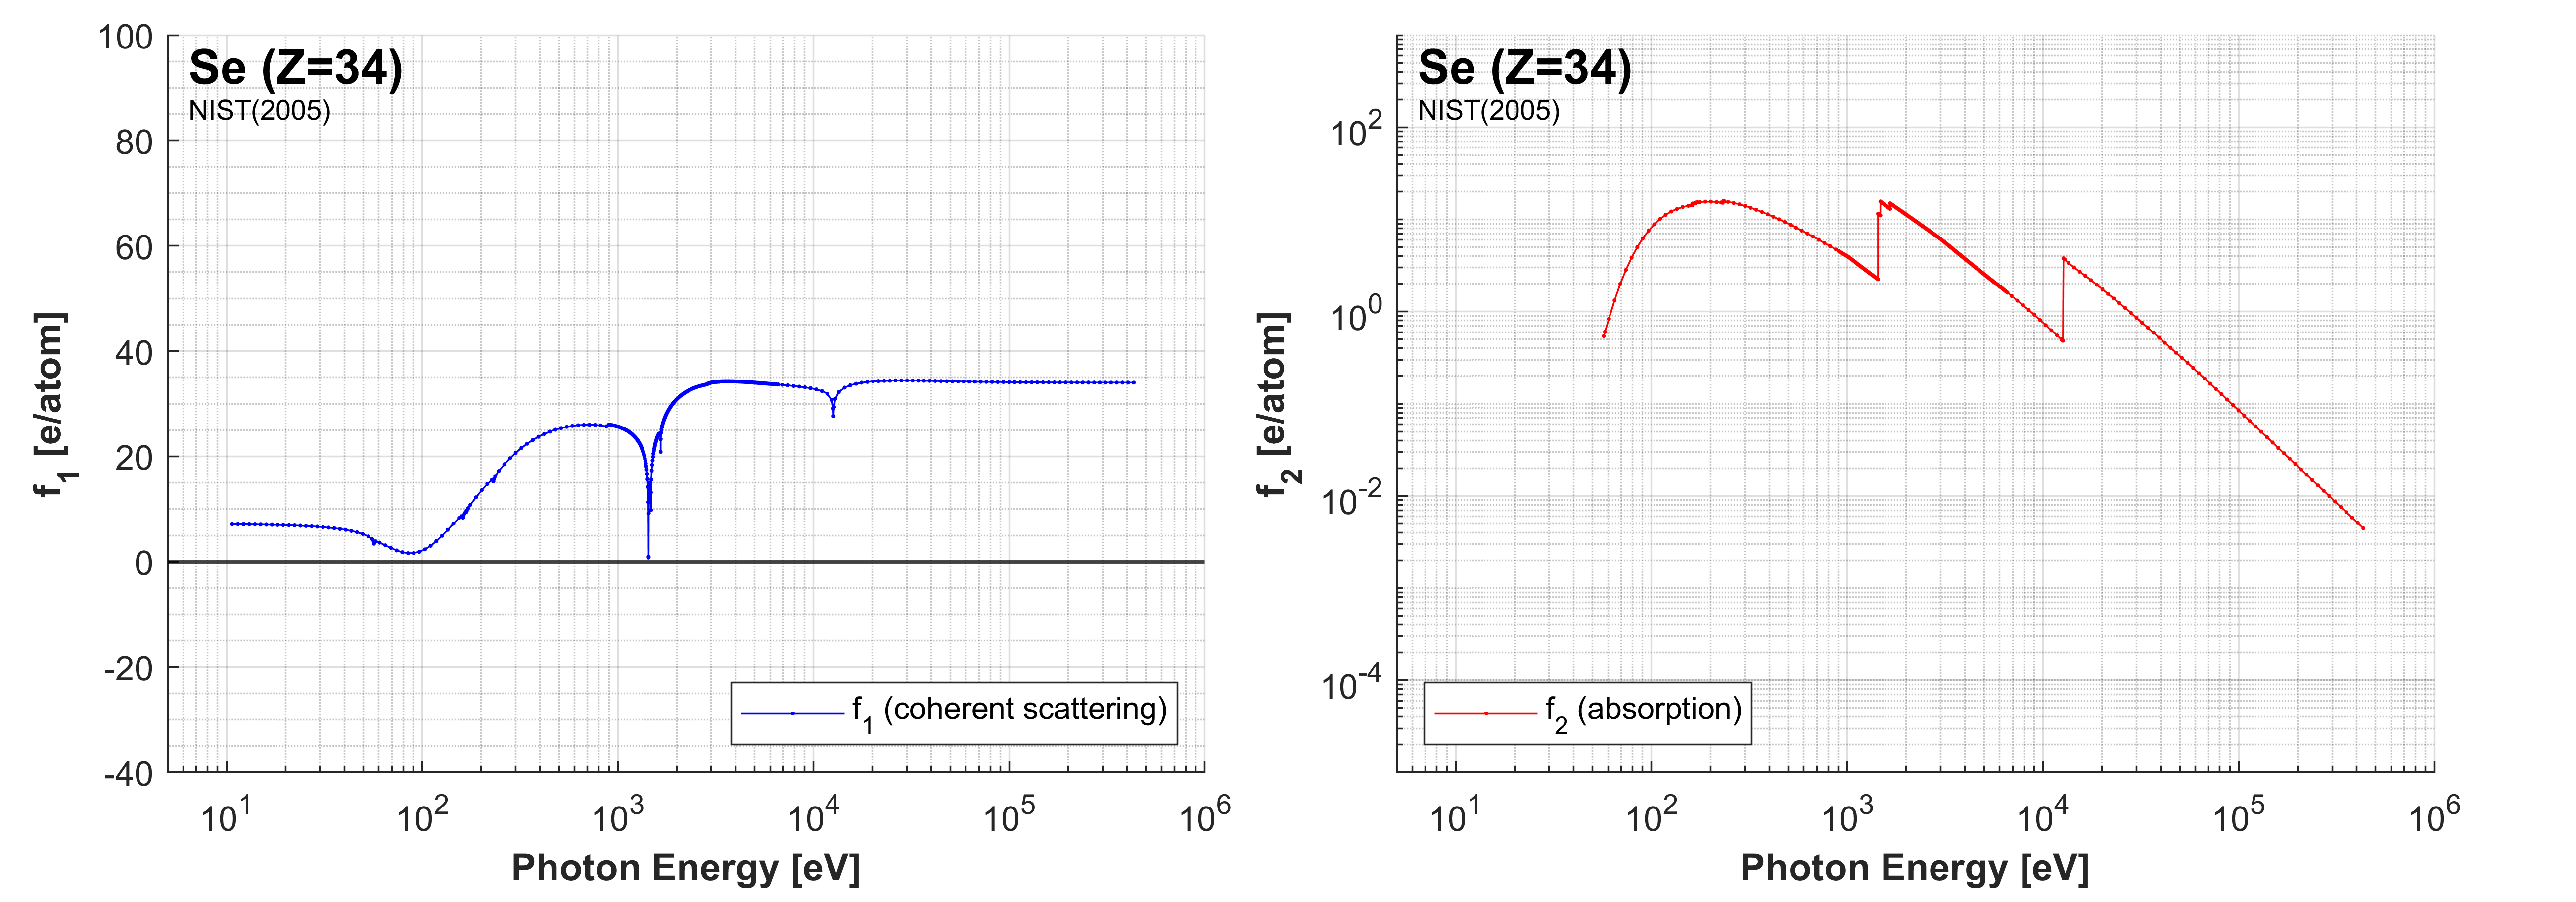 Se (Z=34)
NIST(2005)
100
80
60
40
20
0
-20
-40
f1 [e/atom]
f1 (coherent scattering)
10^1 10^2 10^3 10^4 10^5 10^6
Photon Energy [eV]
Se (Z=34)
NIST(2005)
10^2
10^0
10^-2
10^-4
f2 [e/atom]
f2 (absorption)
10^1 10^2 10^3 10^4 10^5 10^6
Photon Energy [eV]